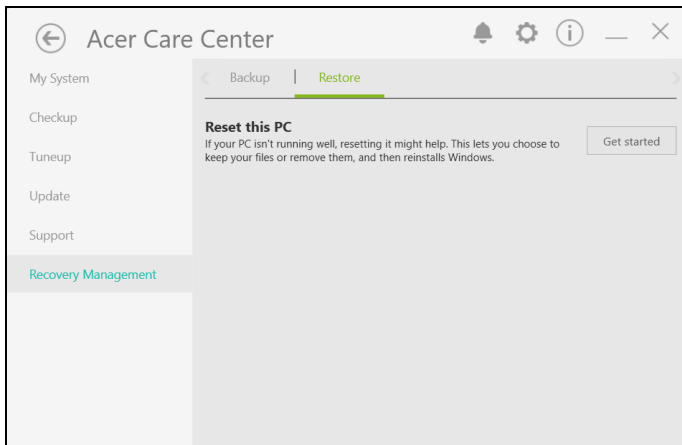 Acer Care Center
My System
Checkup
Tuneup
Update
Support
Recovery Management
Backup
Restore
Reset this PC
If your PC isn't running well, resetting it might help. This lets you choose to
keep your files or remove them, and then reinstalls Windows.
Get started